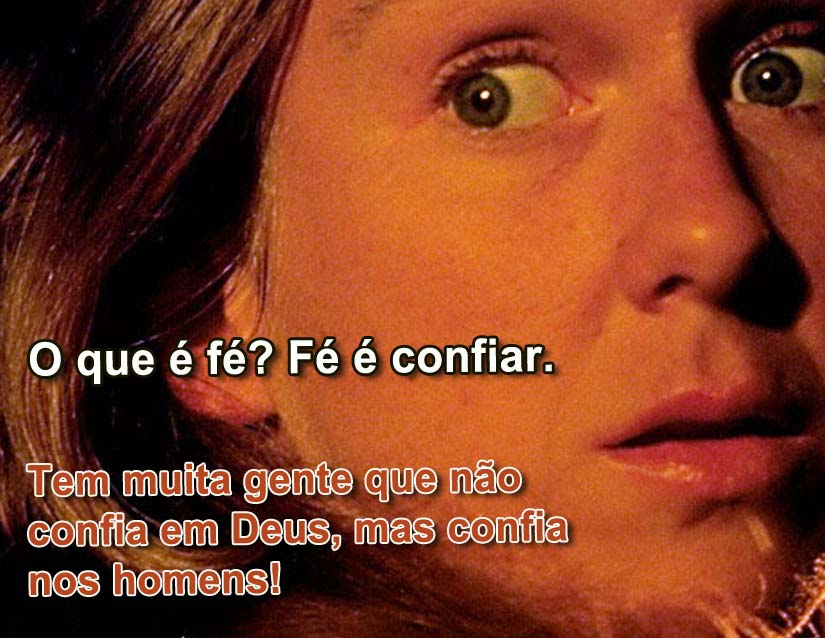 O que é fé? Fé é confiar.
Tem muita gente que não
confia em Deus, mas confia
nos homens!